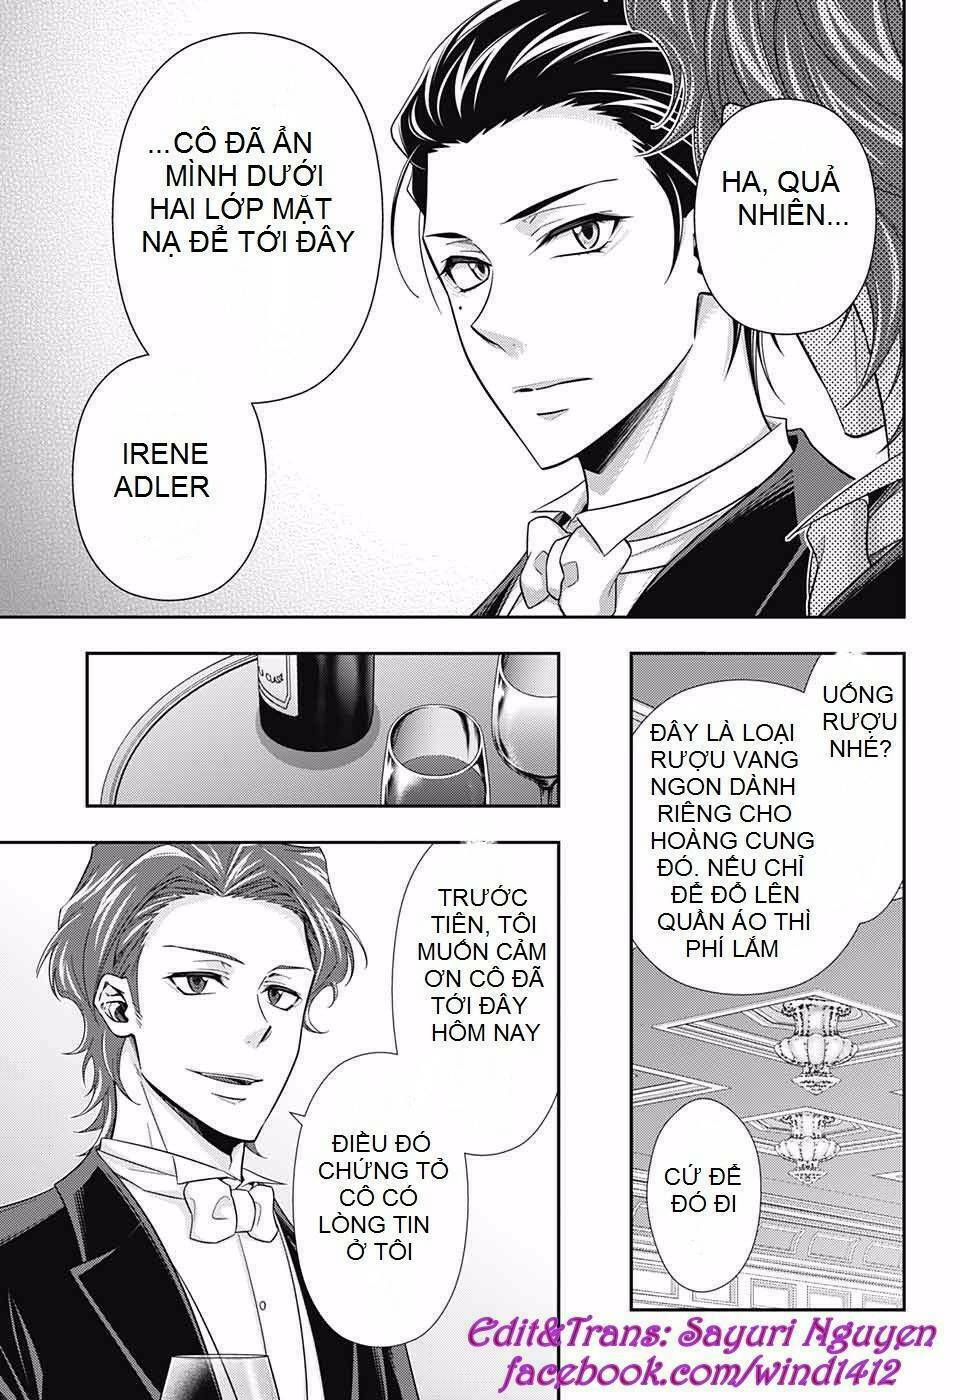 HA, QUẢ
NHIÊN...
...CÔ ĐÃ ẨN
MÌNH DƯỚI
HAI LỚP MẶT
NẠ ĐỂ TỚI ĐÂY
IRENE
ADLER
UỐNG
RƯỢU
NHÉ?
ĐÂY LÀ LOẠI
RƯỢU VANG
NGON DÀNH
RIÊNG CHO
HOÀNG CUNG
ĐÓ. NẾU CHỈ
ĐỂ ĐỔ LÊN
QUẦN ÁO THÌ
PHÍ LẮM
CỨ ĐỂ
ĐÓ ĐI
TRƯỚC
TIÊN, TÔI
MUỐN CẢM
ƠN CÔ ĐÃ
TỚI ĐÂY
HÔM NAY
ĐIỀU ĐÓ
CHỨNG TỎ
CÔ CÓ
LÒNG TIN
Ở TÔI
Edit&Trans: Sayuri Nguyen
facebook.com/wind1412